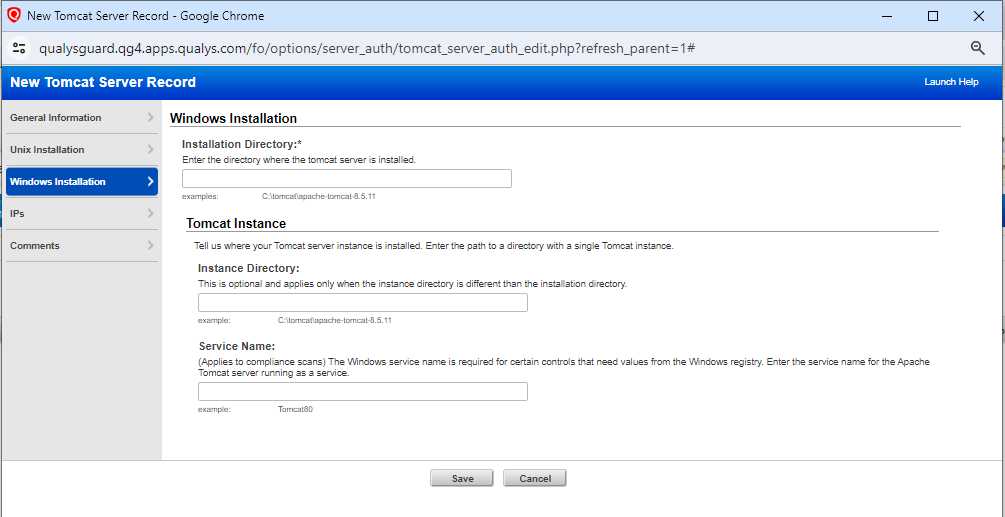 New Tomcat Server Record - Google Chrome
qualysguard.qg4.apps.qualys.com/fo/options/server_auth/tomcat_server_auth_edit.php?refresh_parent=1#
New Tomcat Server Record
Launch Help
General Information
Unix Installation
Windows Installation
IPs
Comments
Windows Installation
Installation Directory:*
Enter the directory where the tomcat server is installed.
examples: C:\tomcat\apache-tomcat-8.5.11
Tomcat Instance
Tell us where your Tomcat server instance is installed. Enter the path to a directory with a single Tomcat instance.
Instance Directory:
This is optional and applies only when the instance directory is different than the installation directory.
example: C:\tomcat\apache-tomcat-8.5.11
Service Name:
(Applies to compliance scans) The Windows service name is required for certain controls that need values from the Windows registry. Enter the service name for the Apache
Tomcat server running as a service.
example: Tomcat80
Save
Cancel